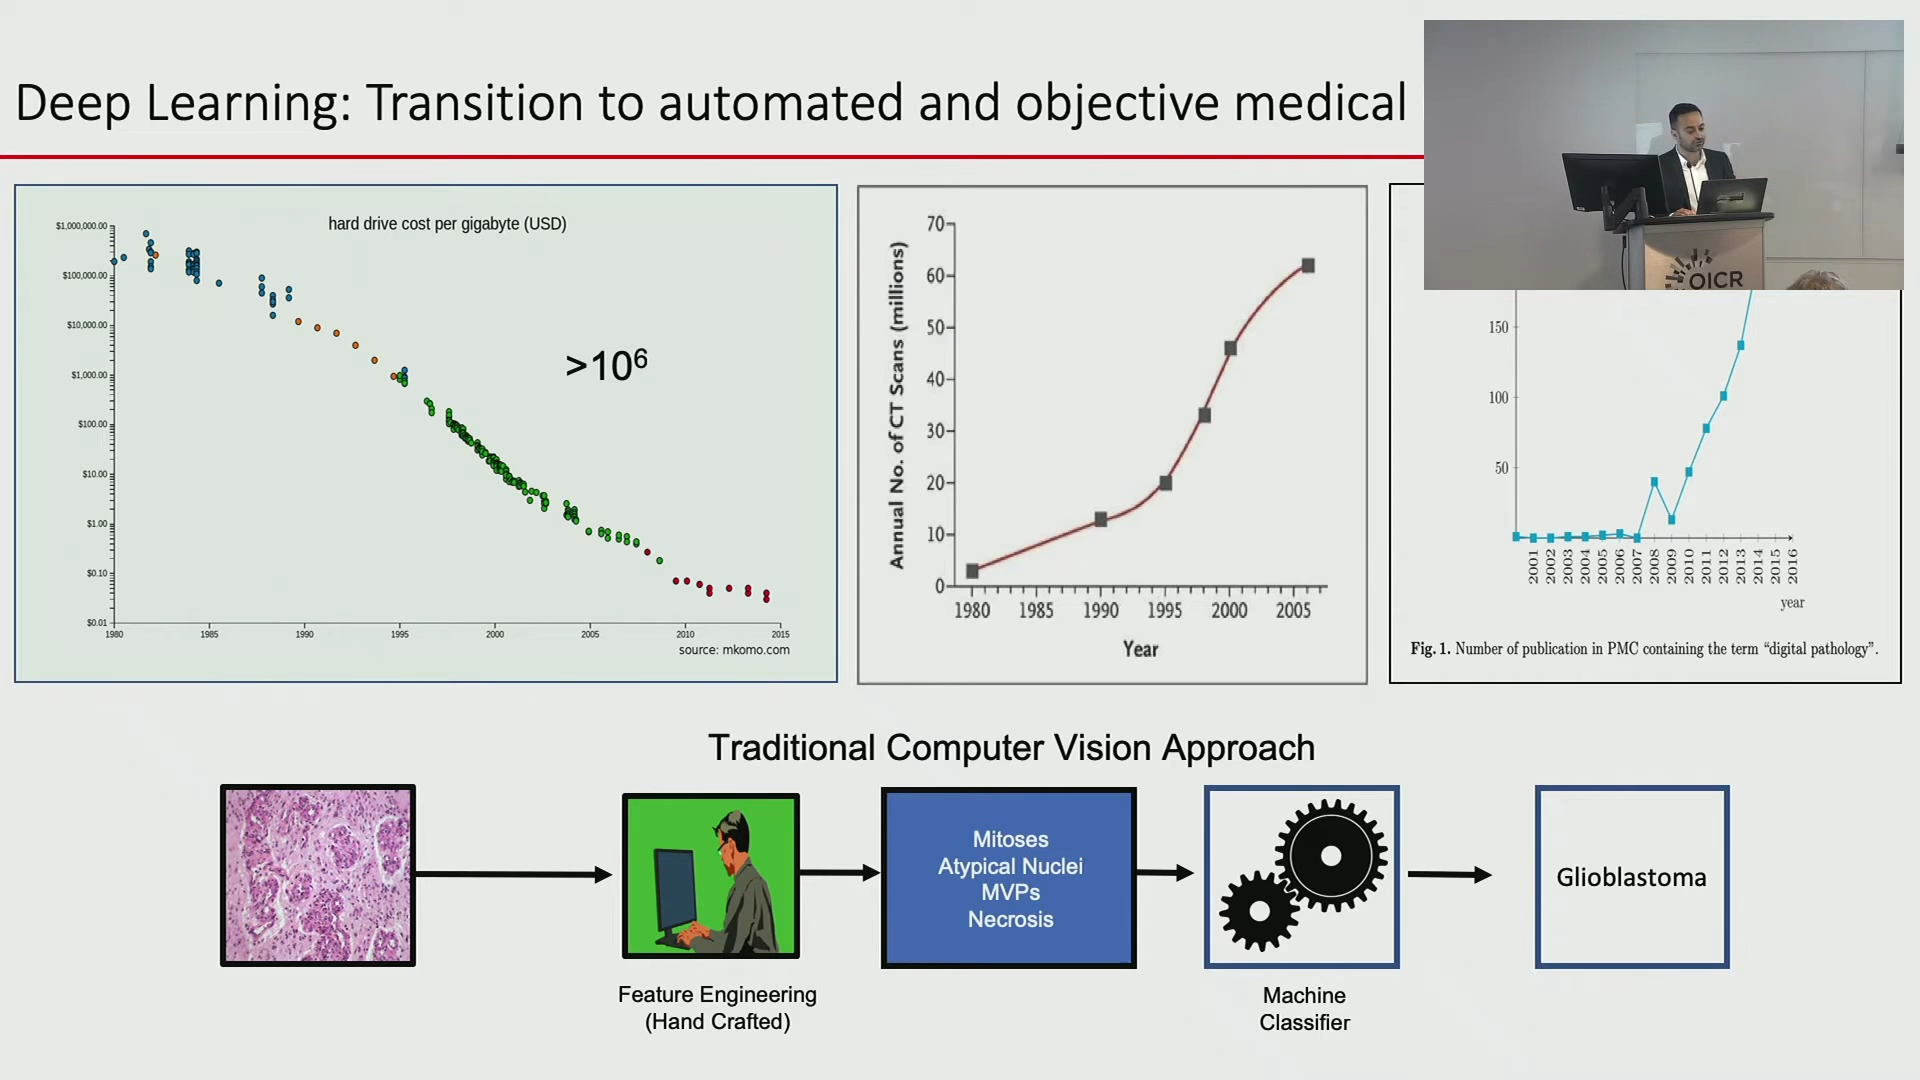 Deep Learning: Transition to automated and objective medical
OICR
hard drive cost per gigabyte (USD)
$1,000,000.00
$100,000.00
$10,000.00
$1,000.00
$100.00
$10.00
$1.00
$0.10
$0.01
>10⁶
1980 1985 1990 1995 2000 2005 2010 2015
source: mkomo.com
Annual No. of CT Scans (millions)
70
60
50
40
30
20
10
0
1980 1985 1990 1995 2000 2005
Year
150
100
50
2001 2002 2003 2004 2005 2006 2007 2008 2009 2010 2011 2012 2013 2014 2015 2016
year
Fig. 1. Number of publication in PMC containing the term “digital pathology”.
Traditional Computer Vision Approach
Mitoses
Atypical Nuclei
MVPs
Necrosis
Glioblastoma
Feature Engineering
(Hand Crafted)
Machine
Classifier